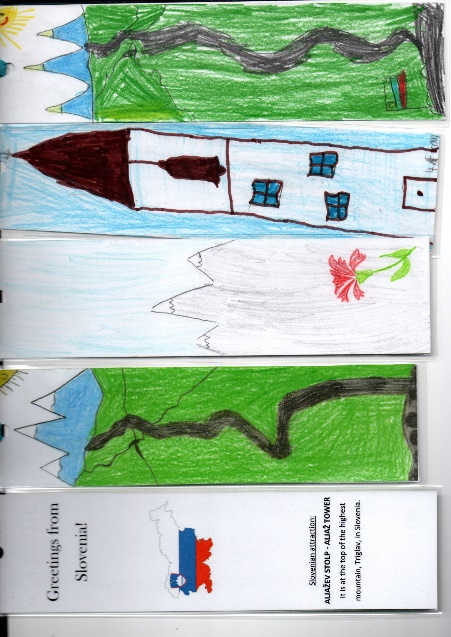 Greetings from
Slovenia!
Slovenian attraction:
ALJAŽEV STOLP - ALJAŽ TOWER
It is at the top of the highest
mountain, Triglav, in Slovenia.